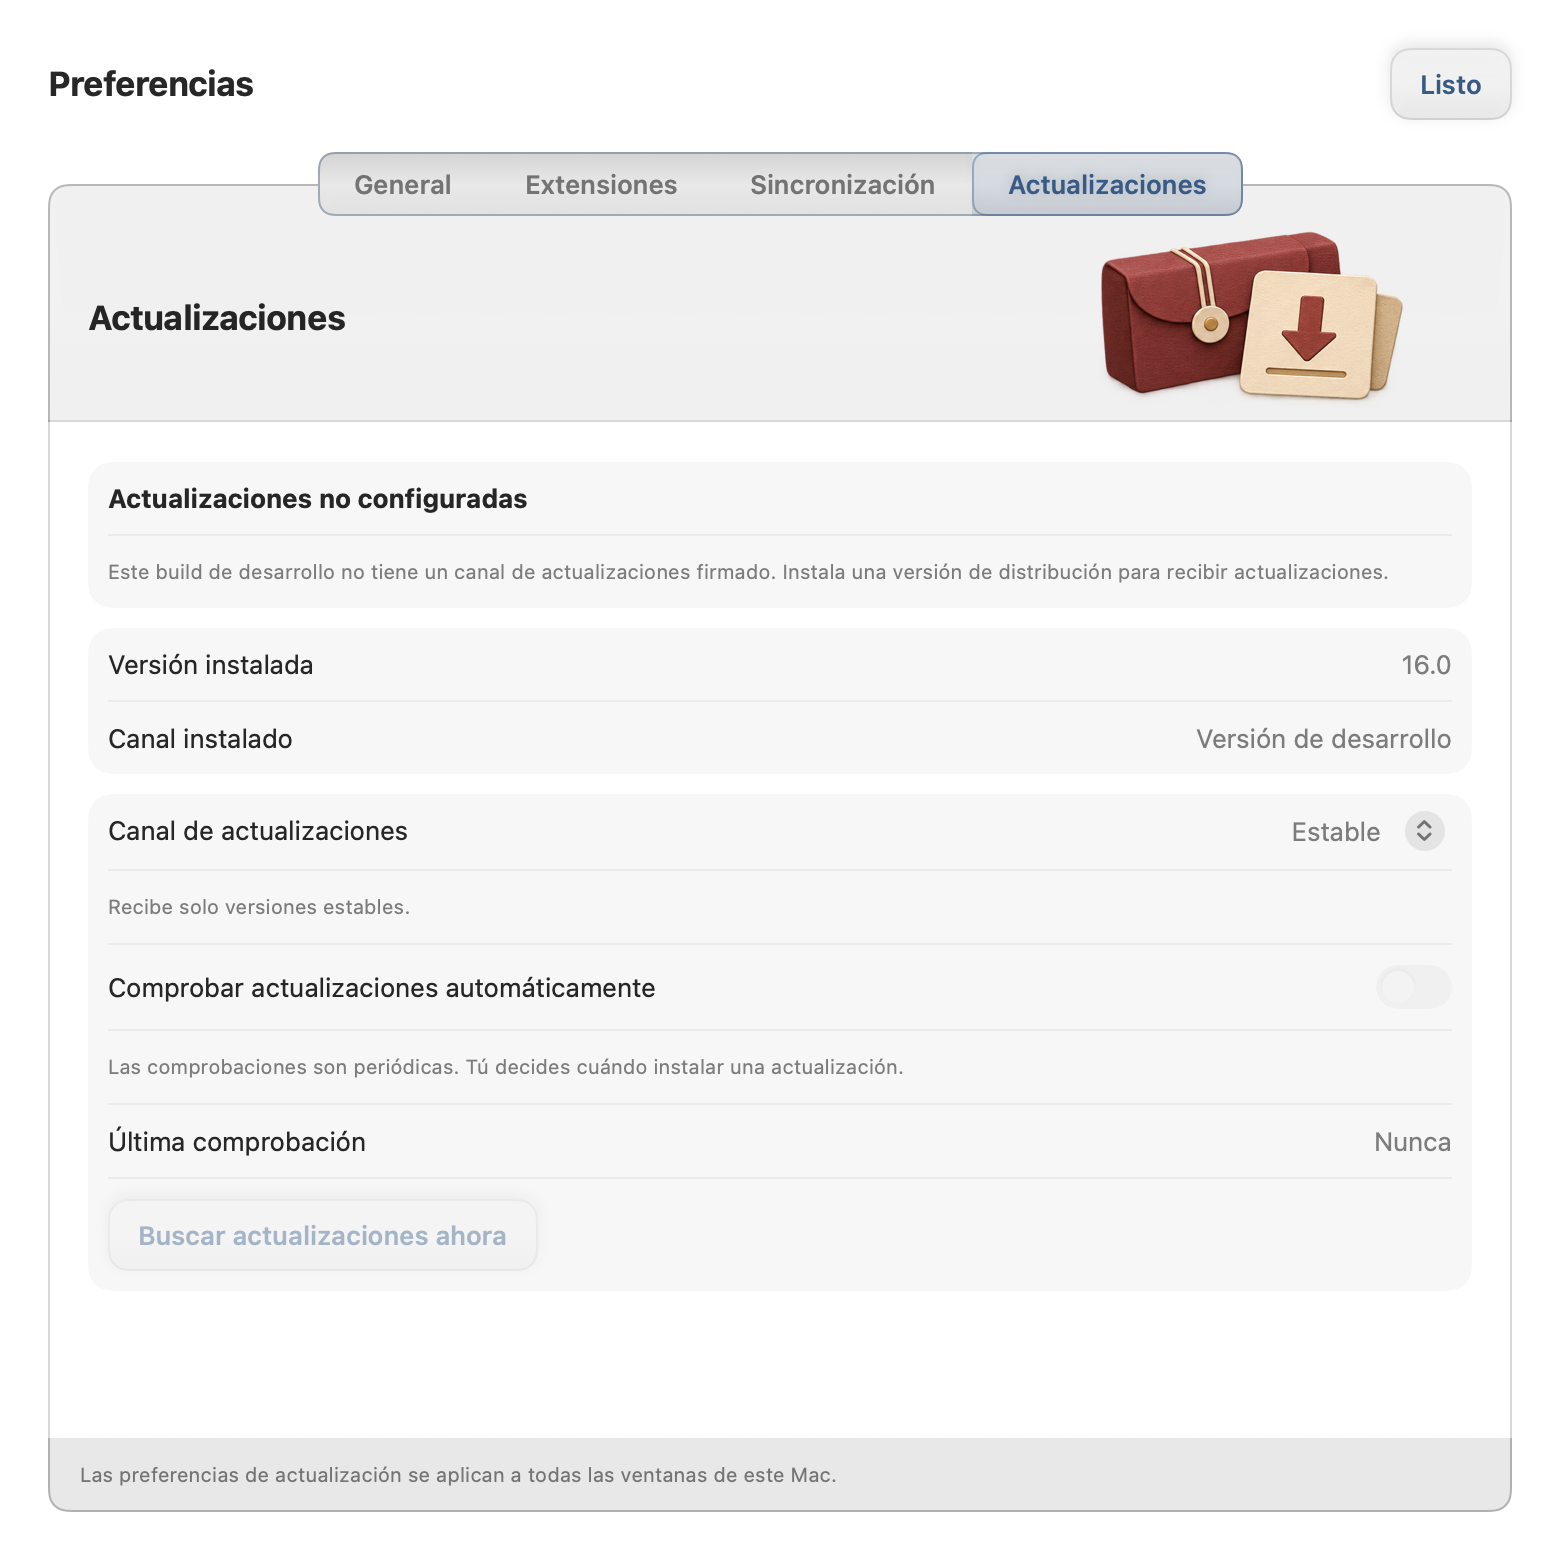 Preferencias
Listo
General
Extensiones
Sincronización
Actualizaciones
Actualizaciones
Actualizaciones no configuradas
Este build de desarrollo no tiene un canal de actualizaciones firmado. Instala una versión de distribución para recibir actualizaciones.
Versión instalada
16.0
Canal instalado
Versión de desarrollo
Canal de actualizaciones
Estable
Recibe solo versiones estables.
Comprobar actualizaciones automáticamente
Las comprobaciones son periódicas. Tú decides cuándo instalar una actualización.
Última comprobación
Nunca
Buscar actualizaciones ahora
Las preferencias de actualización se aplican a todas las ventanas de este Mac.